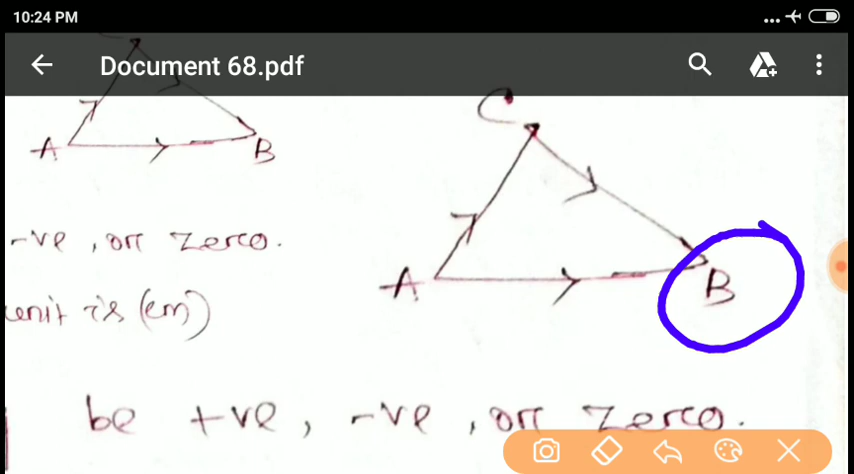 10:24 PM
Document 68.pdf
C
A
B
-ve, or zero.
unit is (cm)
C
A
B
be +ve, -ve, or zero.